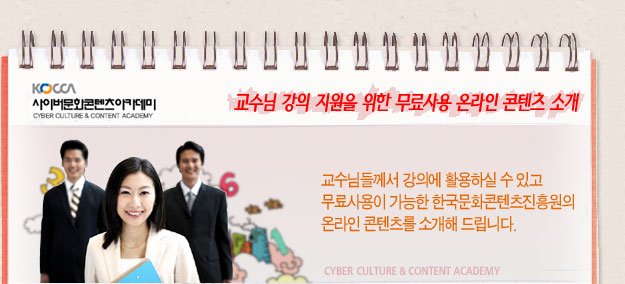 KOCCA
사이버문화콘텐츠아카데미
CYBER CULTURE & CONTENT ACADEMY
교수님 강의 지원을 위한 무료사용 온라인 콘텐츠 소개
3
6
교수님들께서 강의에 활용하실 수 있고
무료사용이 가능한 한국문화콘텐츠진흥원의
온라인 콘텐츠를 소개해 드립니다.
CYBER CULTURE & CONTENT ACADEMY